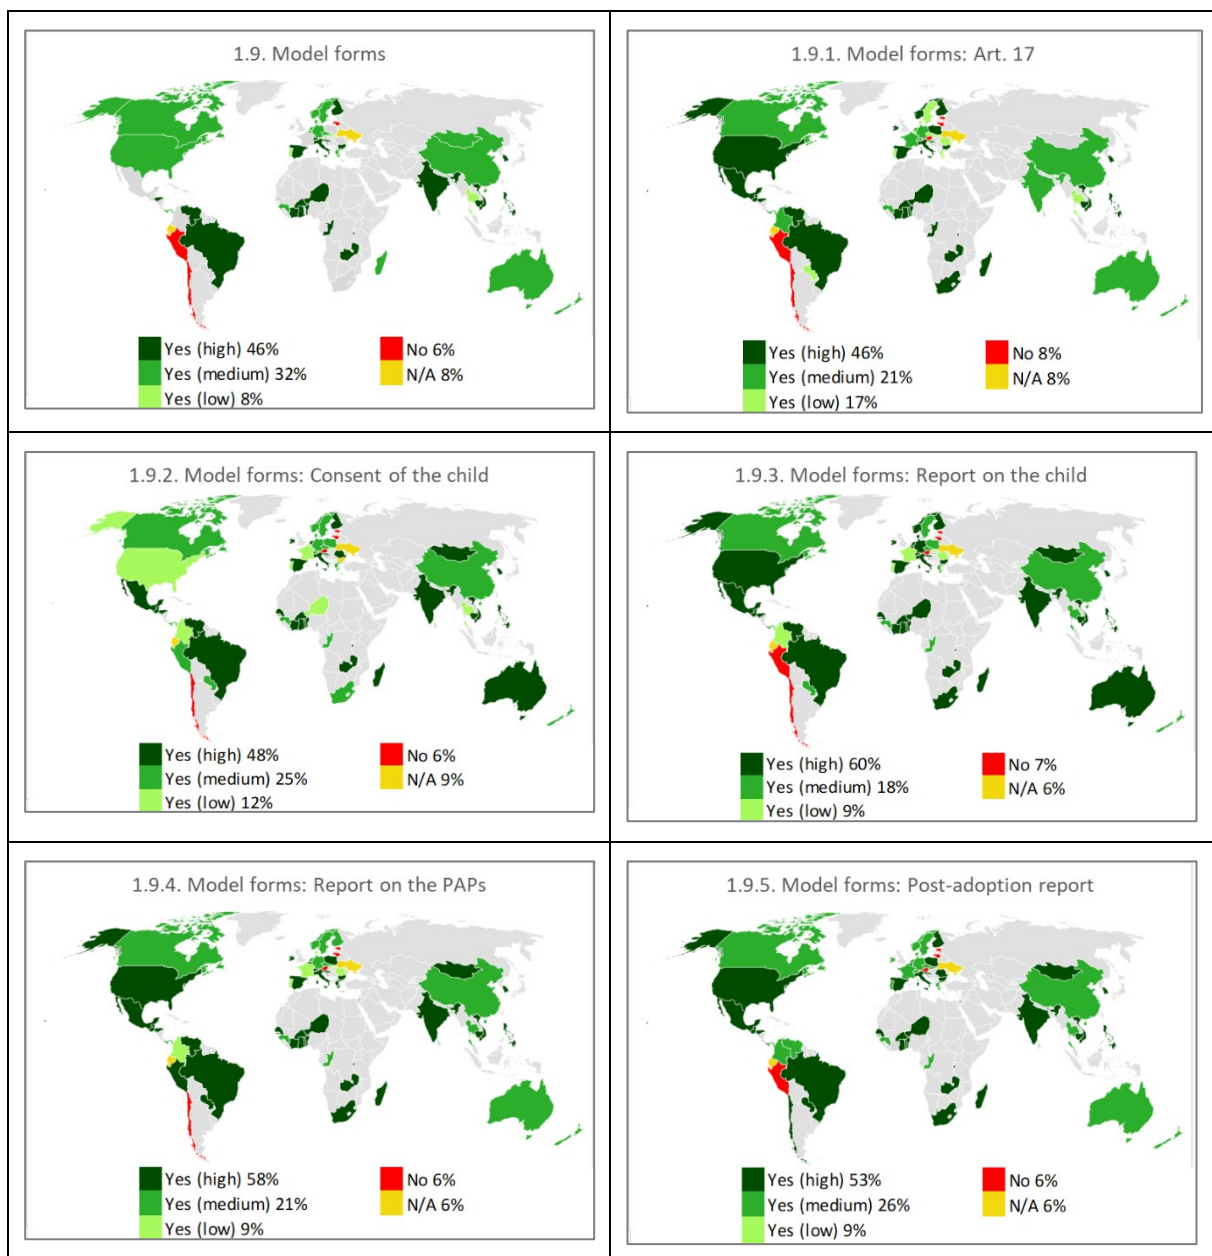 1.9. Model forms
Yes (high) 46%
Yes (medium) 32%
Yes (low) 8%
No 6%
N/A 8%
1.9.1. Model forms: Art. 17
Yes (high) 46%
Yes (medium) 21%
Yes (low) 17%
No 8%
N/A 8%
1.9.2. Model forms: Consent of the child
Yes (high) 48%
Yes (medium) 25%
Yes (low) 12%
No 6%
N/A 9%
1.9.3. Model forms: Report on the child
Yes (high) 60%
Yes (medium) 18%
Yes (low) 9%
No 7%
N/A 6%
1.9.4. Model forms: Report on the PAPs
Yes (high) 58%
Yes (medium) 21%
Yes (low) 9%
No 6%
N/A 6%
1.9.5. Model forms: Post-adoption report
Yes (high) 53%
Yes (medium) 26%
Yes (low) 9%
No 6%
N/A 6%